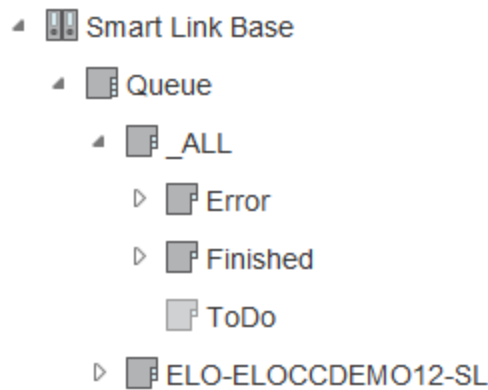 Smart Link Base
Queue
_ALL
Error
Finished
ToDo
ELO-ELOCCDEMO12-SL